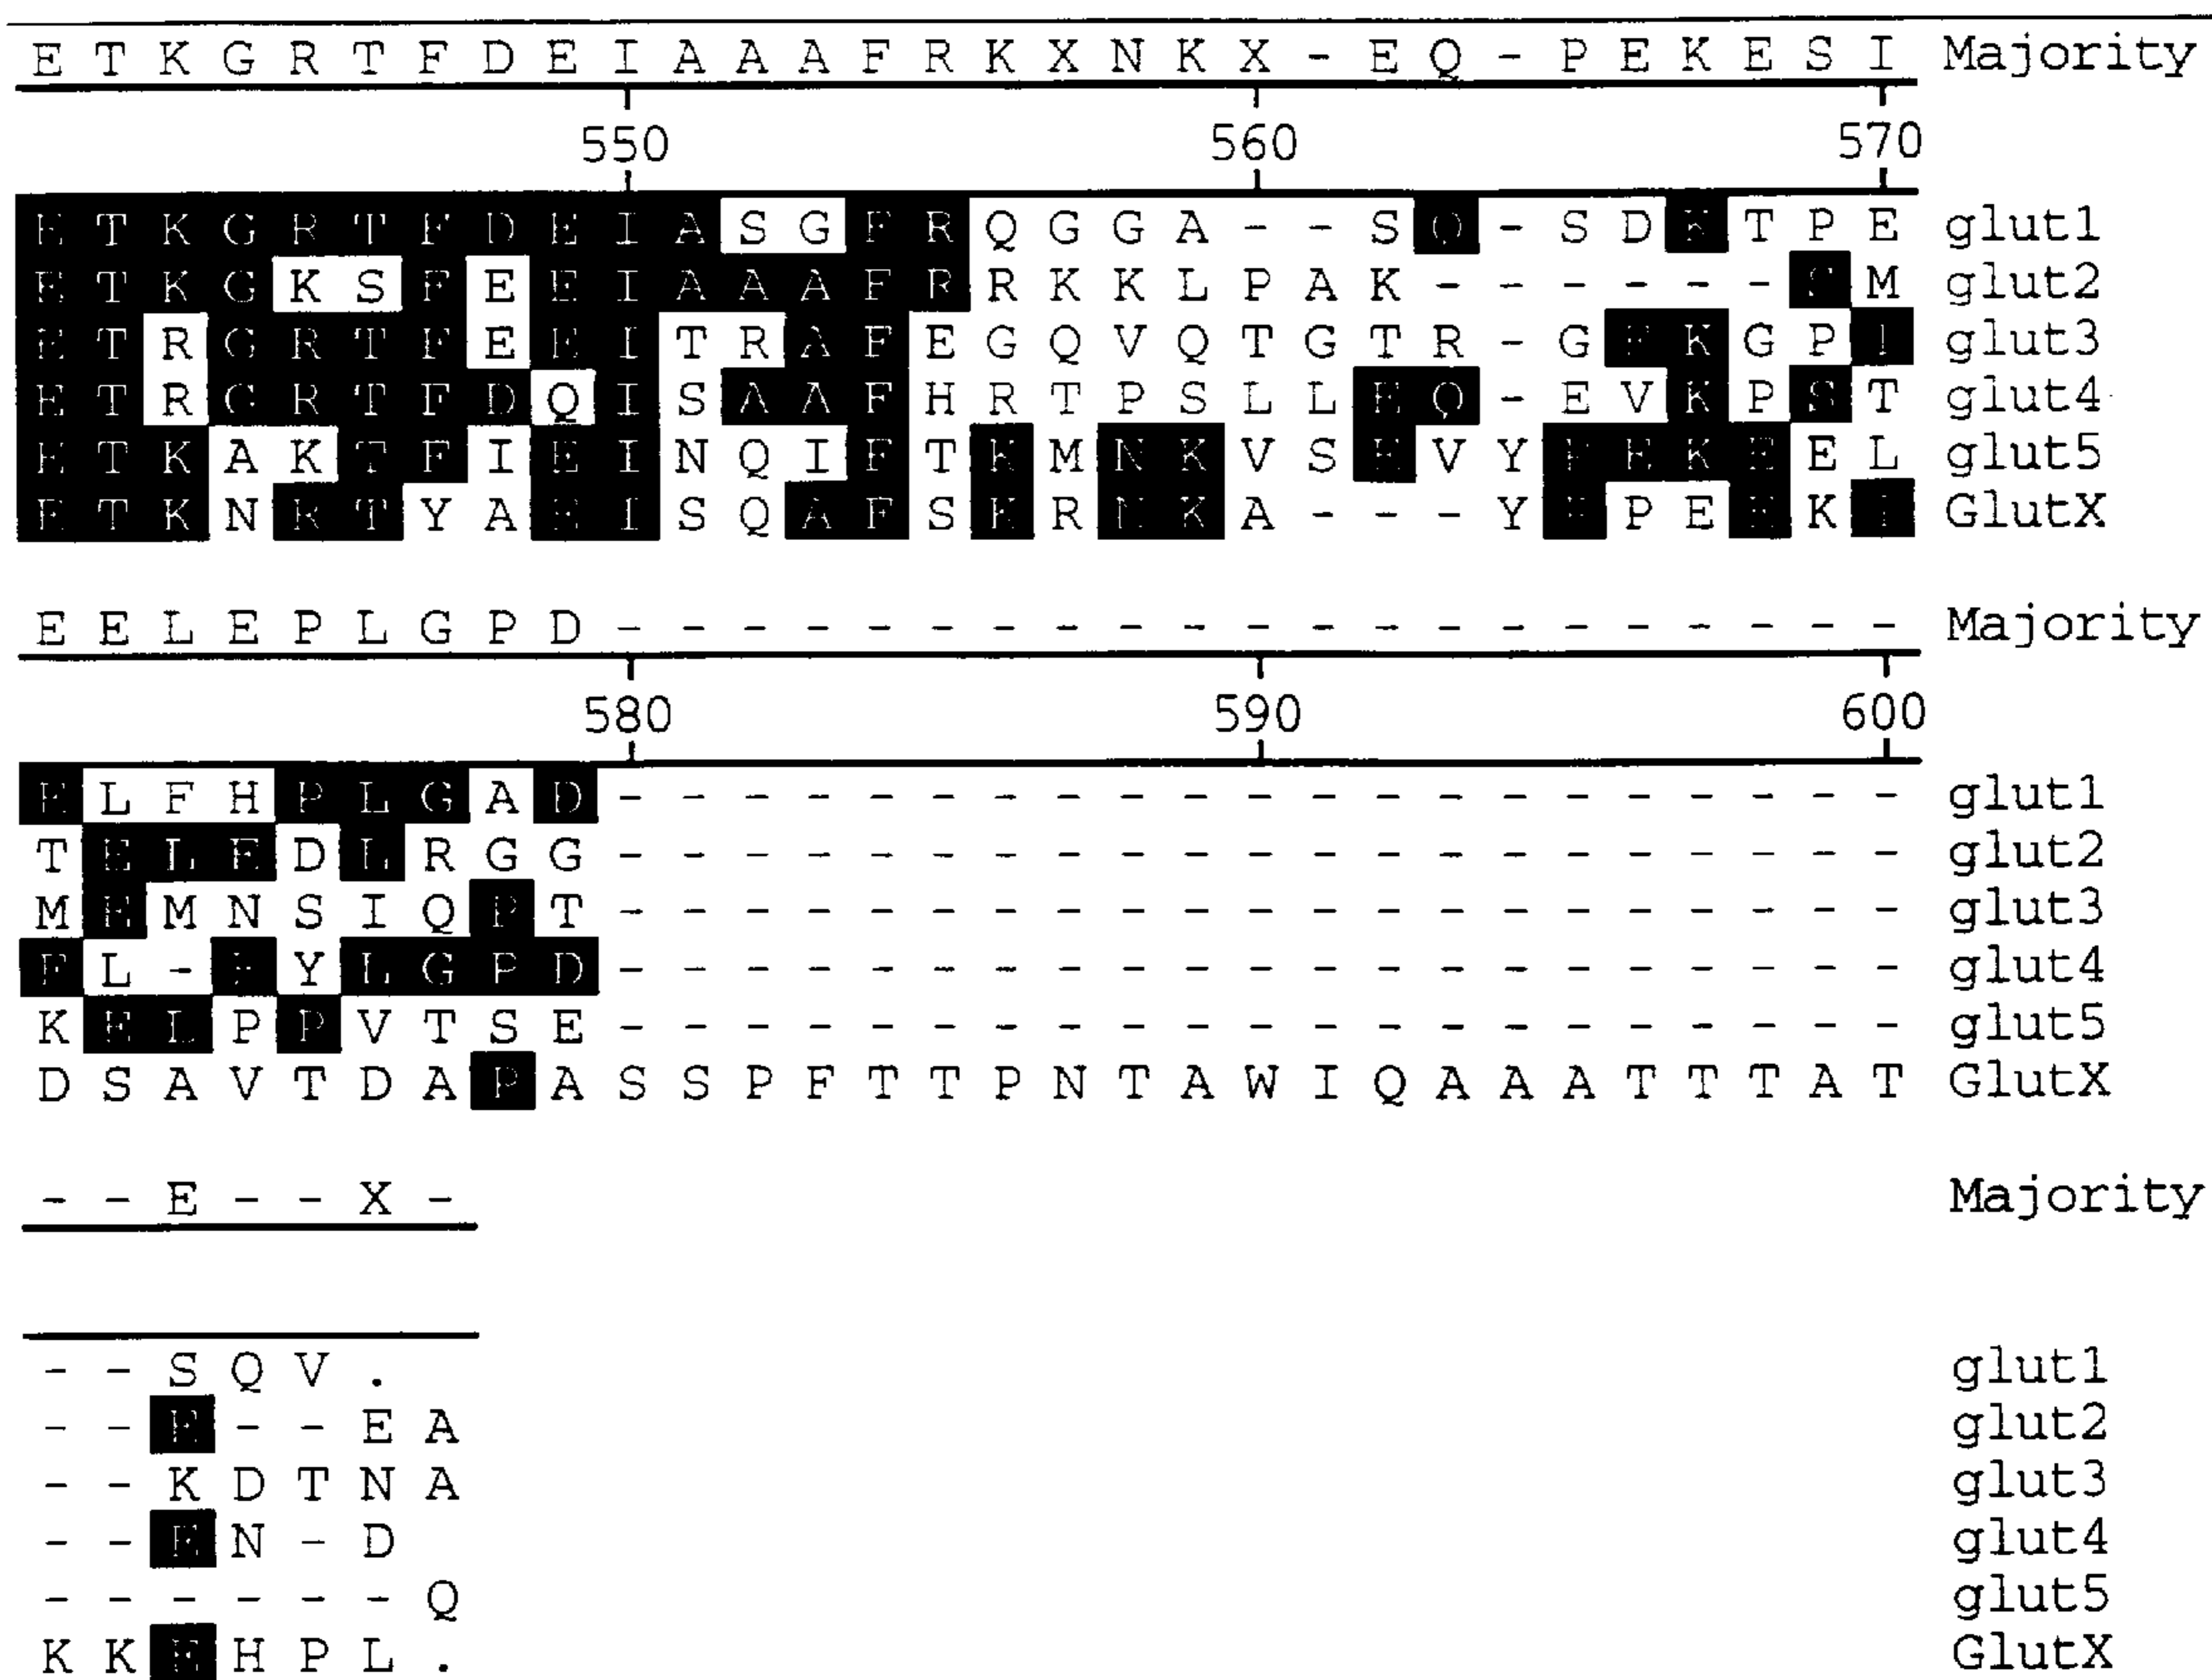 E T K G R T F D E I A A A F R K X N K X - E Q - P E K E S I Majority
550 560 570
E T K G R T F D E I A S G F R Q G G A - - S Q - S D K T P E glut1
E T K G K S F E E I A A A F R R K K L P A K - - - - - - S M glut2
E T R G R T F E E I T R A F E G Q V Q T G T R - G E K G P I glut3
E T R G R T F D Q I S A A F H R T P S L L E Q - E V K P S T glut4
E T K A K T F I E I N Q I F T K M N K V S E V Y P E K E E L glut5
E T K N R T Y A E I S Q A F S K R N K A - - - Y P P E E K I GlutX
E E L E P L G P D - - - - - - - - - - - - - - - - - - - - - Majority
580 590 600
E L F H P L G A D - - - - - - - - - - - - - - - - - - - - - glut1
T E L E D L R G G - - - - - - - - - - - - - - - - - - - - - glut2
M E M N S I Q P T - - - - - - - - - - - - - - - - - - - - - glut3
E L - E Y L G P D - - - - - - - - - - - - - - - - - - - - - glut4
K E L P P V T S E - - - - - - - - - - - - - - - - - - - - - glut5
D S A V T D A P A S S P F T T P N T A W I Q A A A T T T A T GlutX
- - E - - X - Majority
- - S Q V . glut1
- - E - - E A glut2
- - K D T N A glut3
- - E N - D glut4
- - - - - - Q glut5
K K E H P L . GlutX